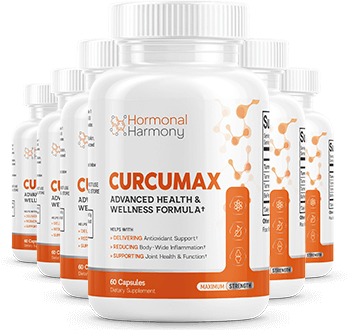 Hormonal
Harmony
CURCUMAX
ADVANCED HEALTH &
WELLNESS FORMULA†
HELPS WITH:
• DELIVERING Antioxidant Support†
• REDUCING Body-Wide Inflammation†
• SUPPORTING Joint Health & Function†
60 Capsules
Dietary Supplement
MAXIMUM STRENGTH